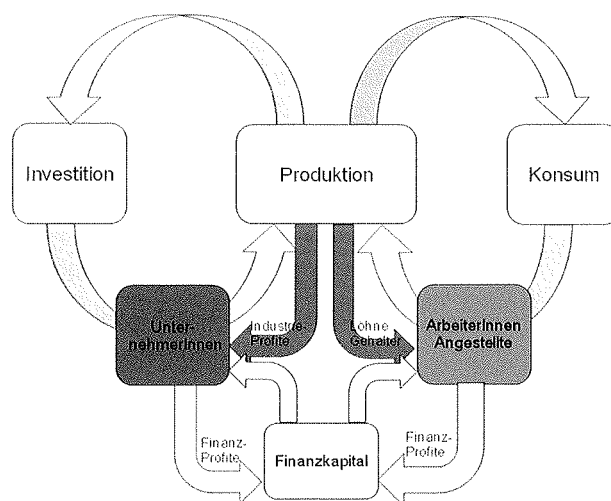 Investition
Produktion
Konsum
Unter-
nehmerInnen
Industrie-
Profite
Löhne
Gehälter
ArbeiterInnen
Angestellte
Finanz-
Profite
Finanzkapital
Finanz-
Profite